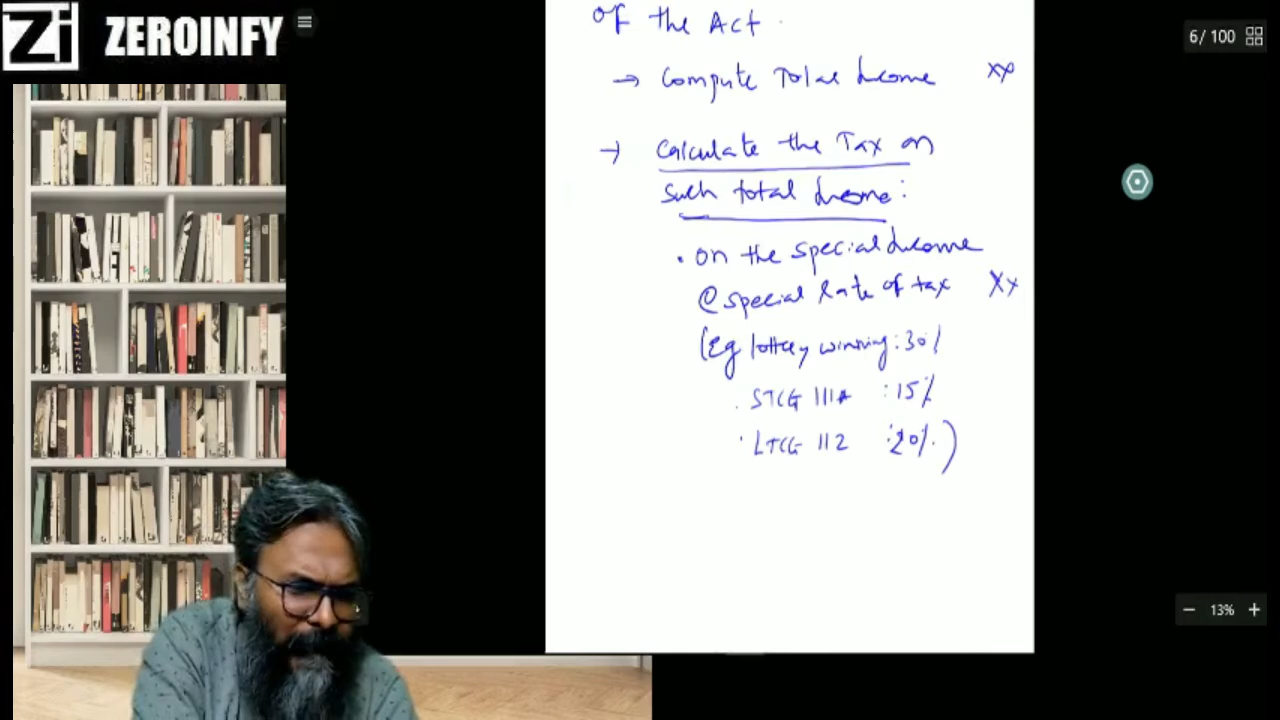 Zi ZEROINFY
6 / 100
of the Act.
→ Compute Total Income xx
→ Calculate the Tax on
such total Income:
• on the special Income
@ special Rate of tax xx
(Eg lottery winning : 30%
• STCG 111A : 15%
• LTCG 112 : 20%.)
− 13% +